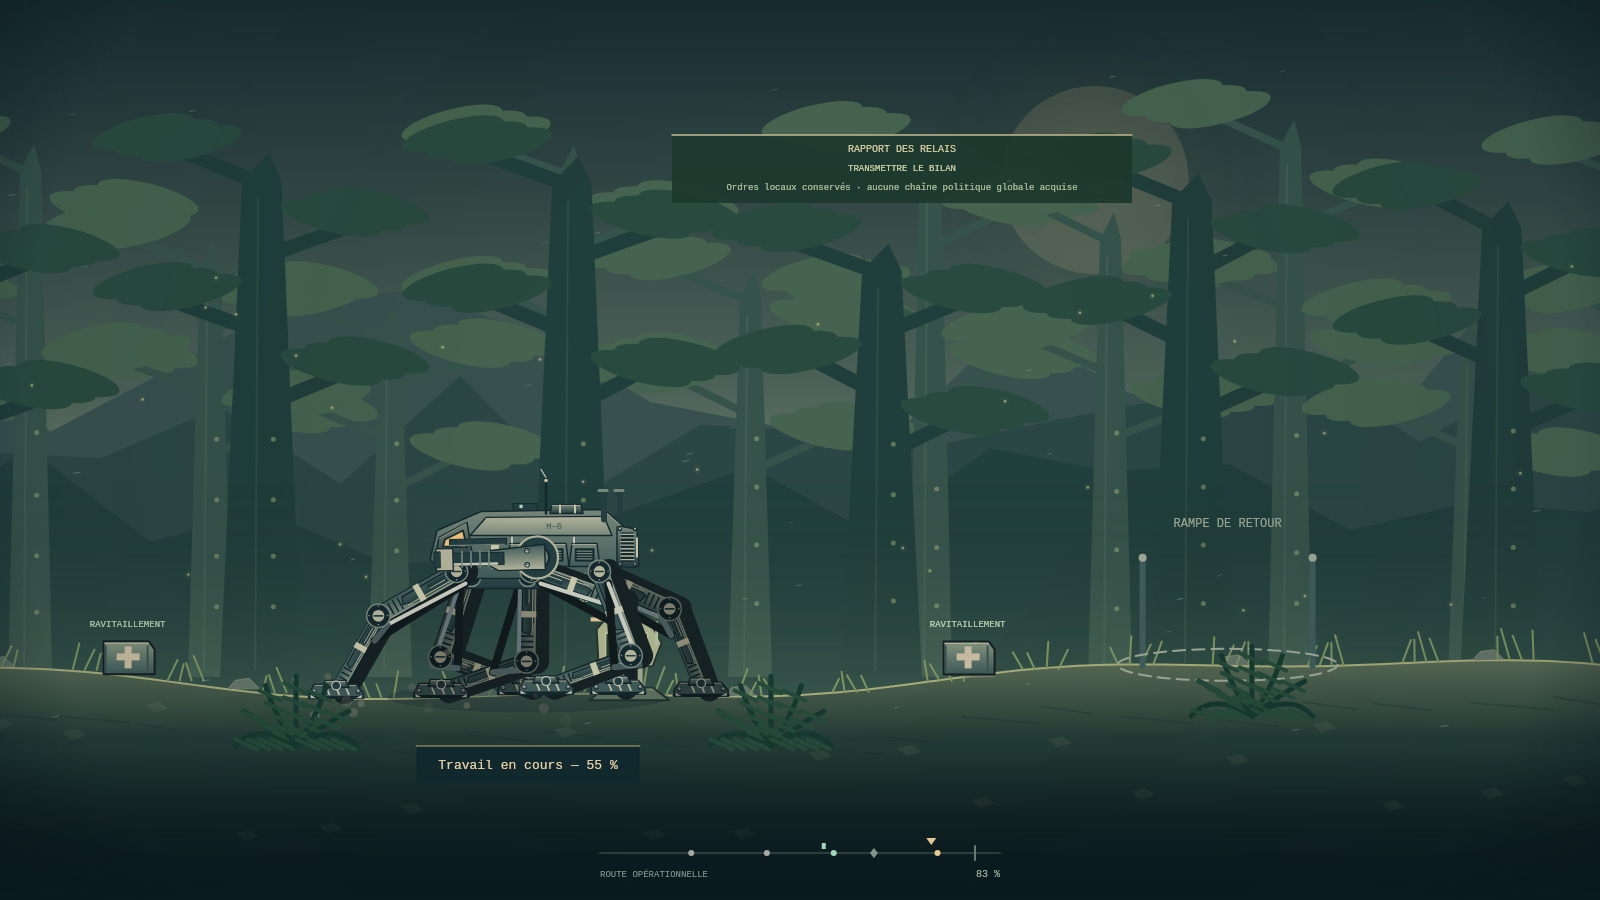 RAPPORT DES RELAIS
TRANSMETTRE LE BILAN
Ordres locaux conservés · aucune chaîne politique globale acquise
H-6
RAMPE DE RETOUR
RAVITAILLEMENT
RAVITAILLEMENT
Travail en cours — 55 %
ROUTE OPÉRATIONNELLE
83 %